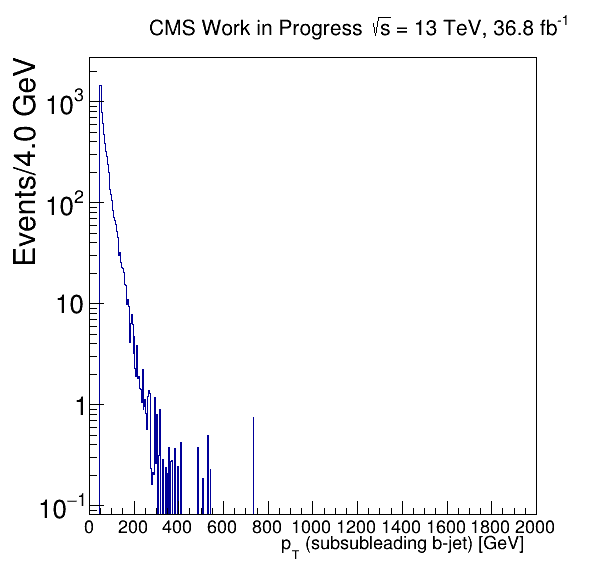 CMS Work in Progress √s = 13 TeV, 36.8 fb⁻¹
Events/4.0 GeV
10³
10²
10
1
10⁻¹
0 200 400 600 800 1000 1200 1400 1600 1800 2000
p_T (subsubleading b-jet) [GeV]